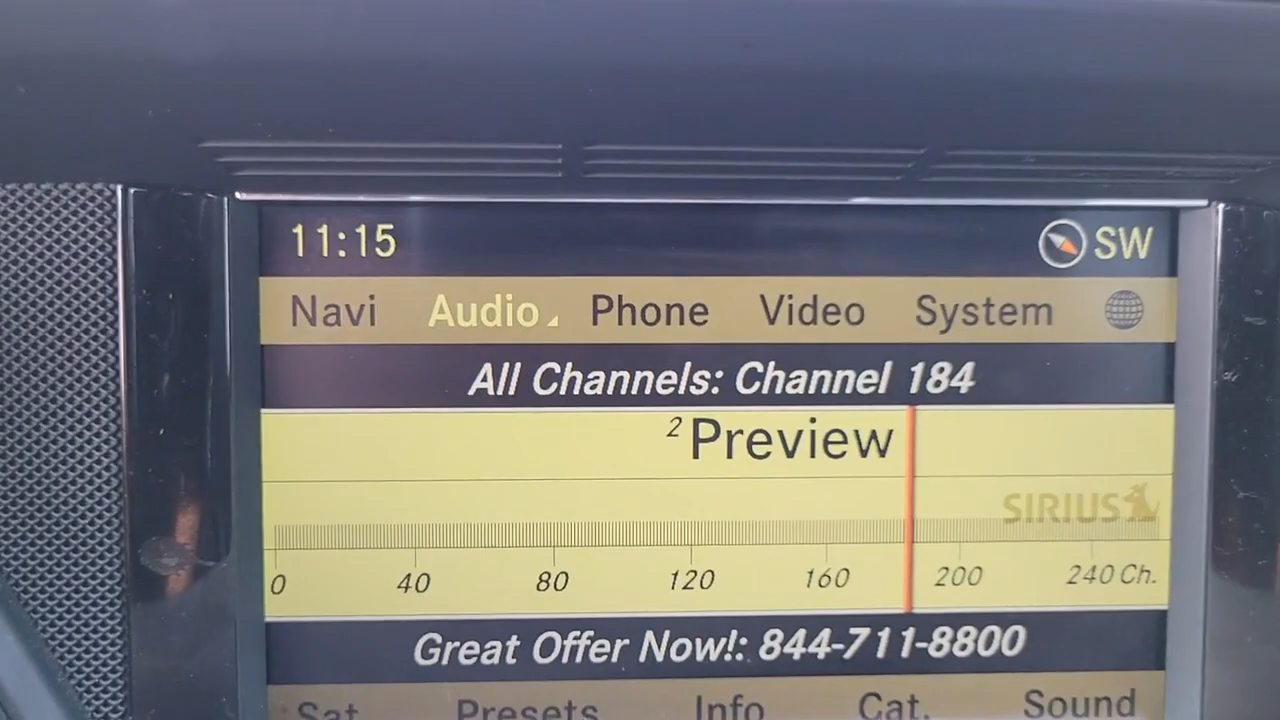 11:15 SW
Navi Audio Phone Video System
All Channels: Channel 184
2 Preview
SIRIUS
0 40 80 120 160 200 240 Ch.
Great Offer Now!: 844-711-8800
Sat Presets Info Cat. Sound